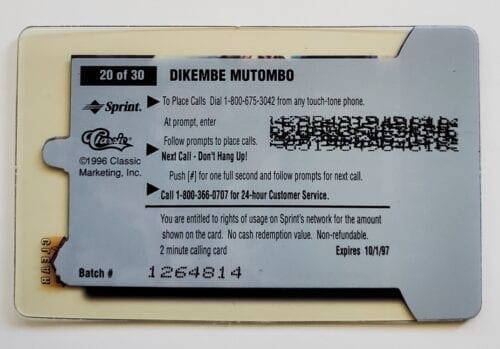 20 of 30 DIKEMBE MUTOMBO
Sprint.
To Place Calls Dial 1-800-675-3042 from any touch-tone phone.
At prompt, enter
Classic
Follow prompts to place calls.
©1996 Classic
Marketing, Inc.
Next Call - Don't Hang Up!
Push [#] for one full second and follow prompts for next call.
Call 1-800-366-0707 for 24-hour Customer Service.
You are entitled to rights of usage on Sprint's network for the amount
shown on the card. No cash redemption value. Non-refundable.
2 minute calling card Expires 10/1/97
Batch # 1264814